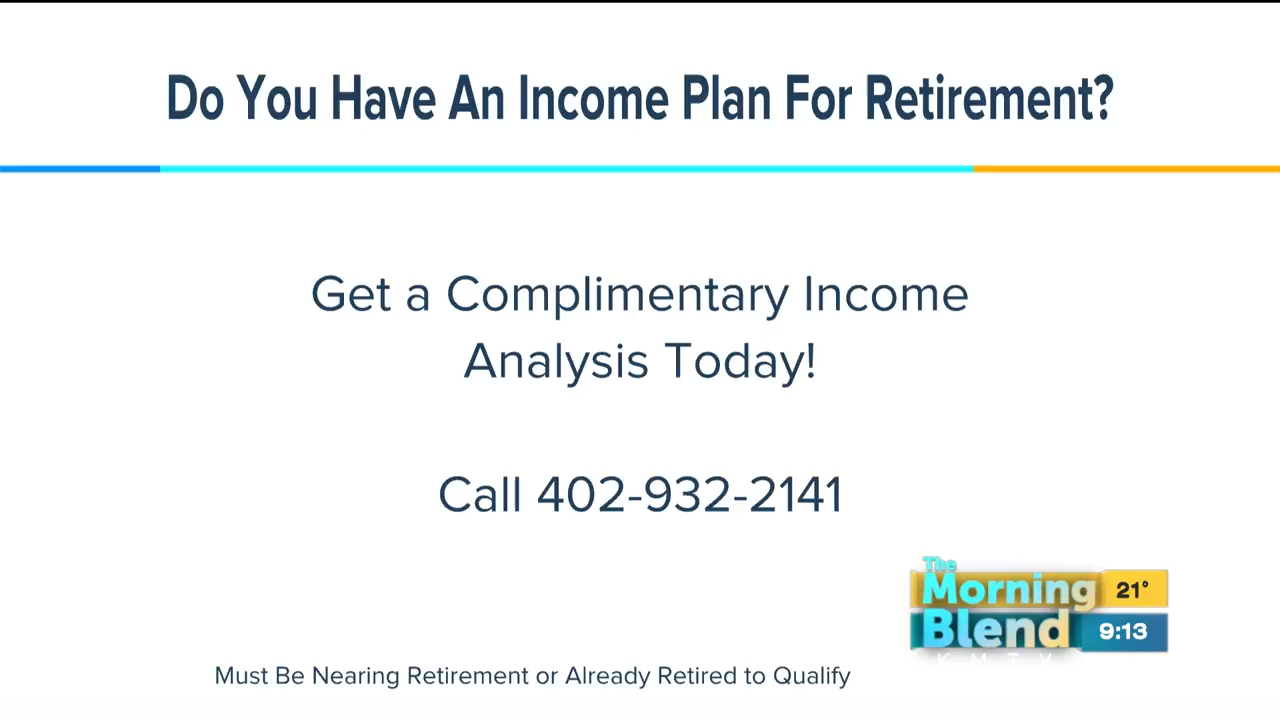 Do You Have An Income Plan For Retirement?
Get a Complimentary Income
Analysis Today!
Call 402-932-2141
The
Morning
21°
Blend
9:13
K M T V
Must Be Nearing Retirement or Already Retired to Qualify